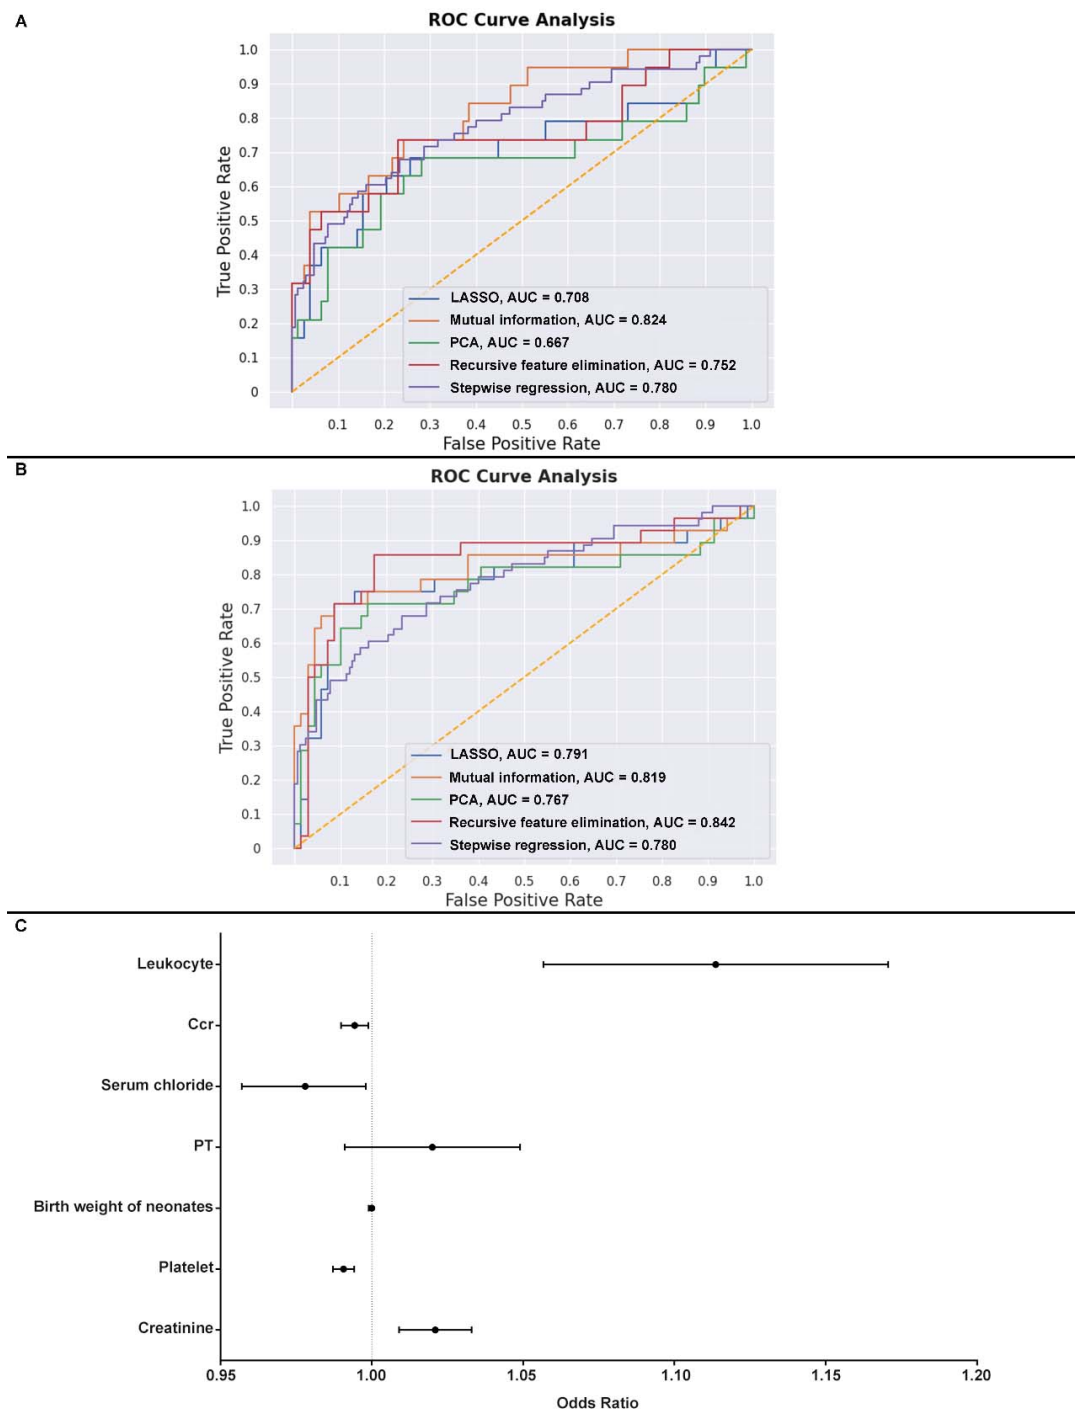 A
ROC Curve Analysis
1.0
0.9
0.8
0.7
0.6
0.5
0.4
0.3
0.2
0.1
0
True Positive Rate
LASSO, AUC = 0.708
Mutual information, AUC = 0.824
PCA, AUC = 0.667
Recursive feature elimination, AUC = 0.752
Stepwise regression, AUC = 0.780
0.1 0.2 0.3 0.4 0.5 0.6 0.7 0.8 0.9 1.0
False Positive Rate
B
ROC Curve Analysis
1.0
0.9
0.8
0.7
0.6
0.5
0.4
0.3
0.2
0.1
0
True Positive Rate
LASSO, AUC = 0.791
Mutual information, AUC = 0.819
PCA, AUC = 0.767
Recursive feature elimination, AUC = 0.842
Stepwise regression, AUC = 0.780
0.1 0.2 0.3 0.4 0.5 0.6 0.7 0.8 0.9 1.0
False Positive Rate
C
Leukocyte
Ccr
Serum chloride
PT
Birth weight of neonates
Platelet
Creatinine
0.95 1.00 1.05 1.10 1.15 1.20
Odds Ratio